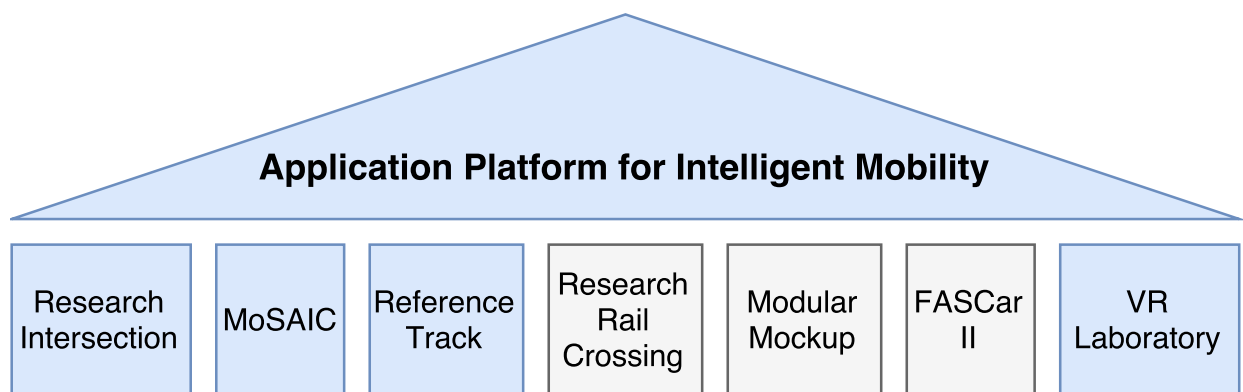 Application Platform for Intelligent Mobility
Research
Intersection
MoSAIC
Reference
Track
Research
Rail
Crossing
Modular
Mockup
FASCar
II
VR
Laboratory